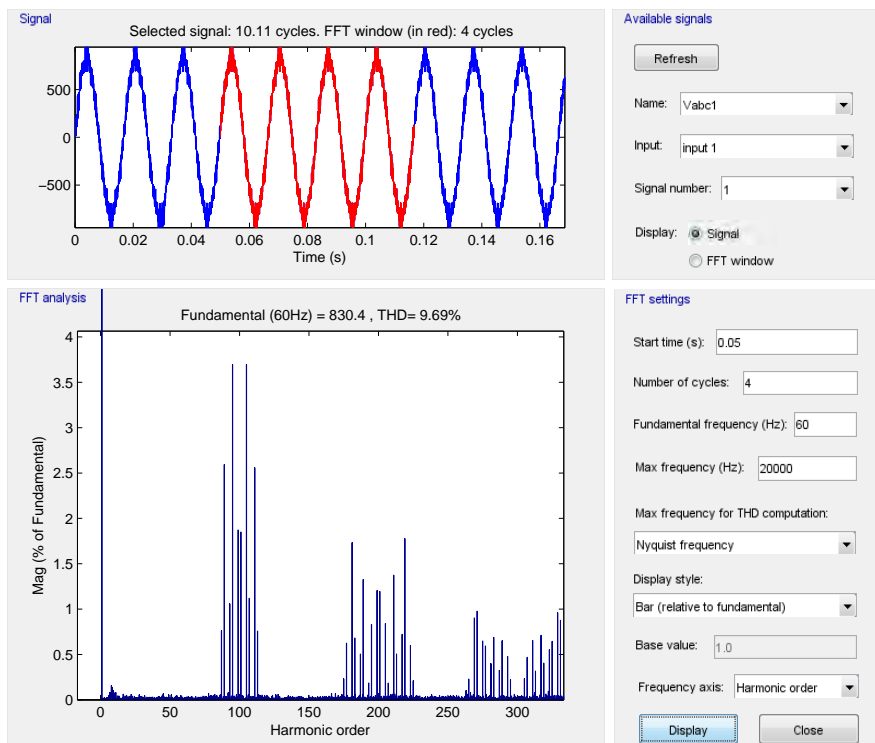 Signal
Selected signal: 10.11 cycles. FFT window (in red): 4 cycles
500
0
−500
0 0.02 0.04 0.06 0.08 0.1 0.12 0.14 0.16
Time (s)
Available signals
Refresh
Name: Vabc1
Input: input 1
Signal number: 1
Display: Signal
FFT window
FFT analysis
Fundamental (60Hz) = 830.4 , THD= 9.69%
Mag (% of Fundamental)
4
3.5
3
2.5
2
1.5
1
0.5
0
0 50 100 150 200 250 300
Harmonic order
FFT settings
Start time (s): 0.05
Number of cycles: 4
Fundamental frequency (Hz): 60
Max frequency (Hz): 20000
Max frequency for THD computation:
Nyquist frequency
Display style:
Bar (relative to fundamental)
Base value: 1.0
Frequency axis: Harmonic order
Display Close